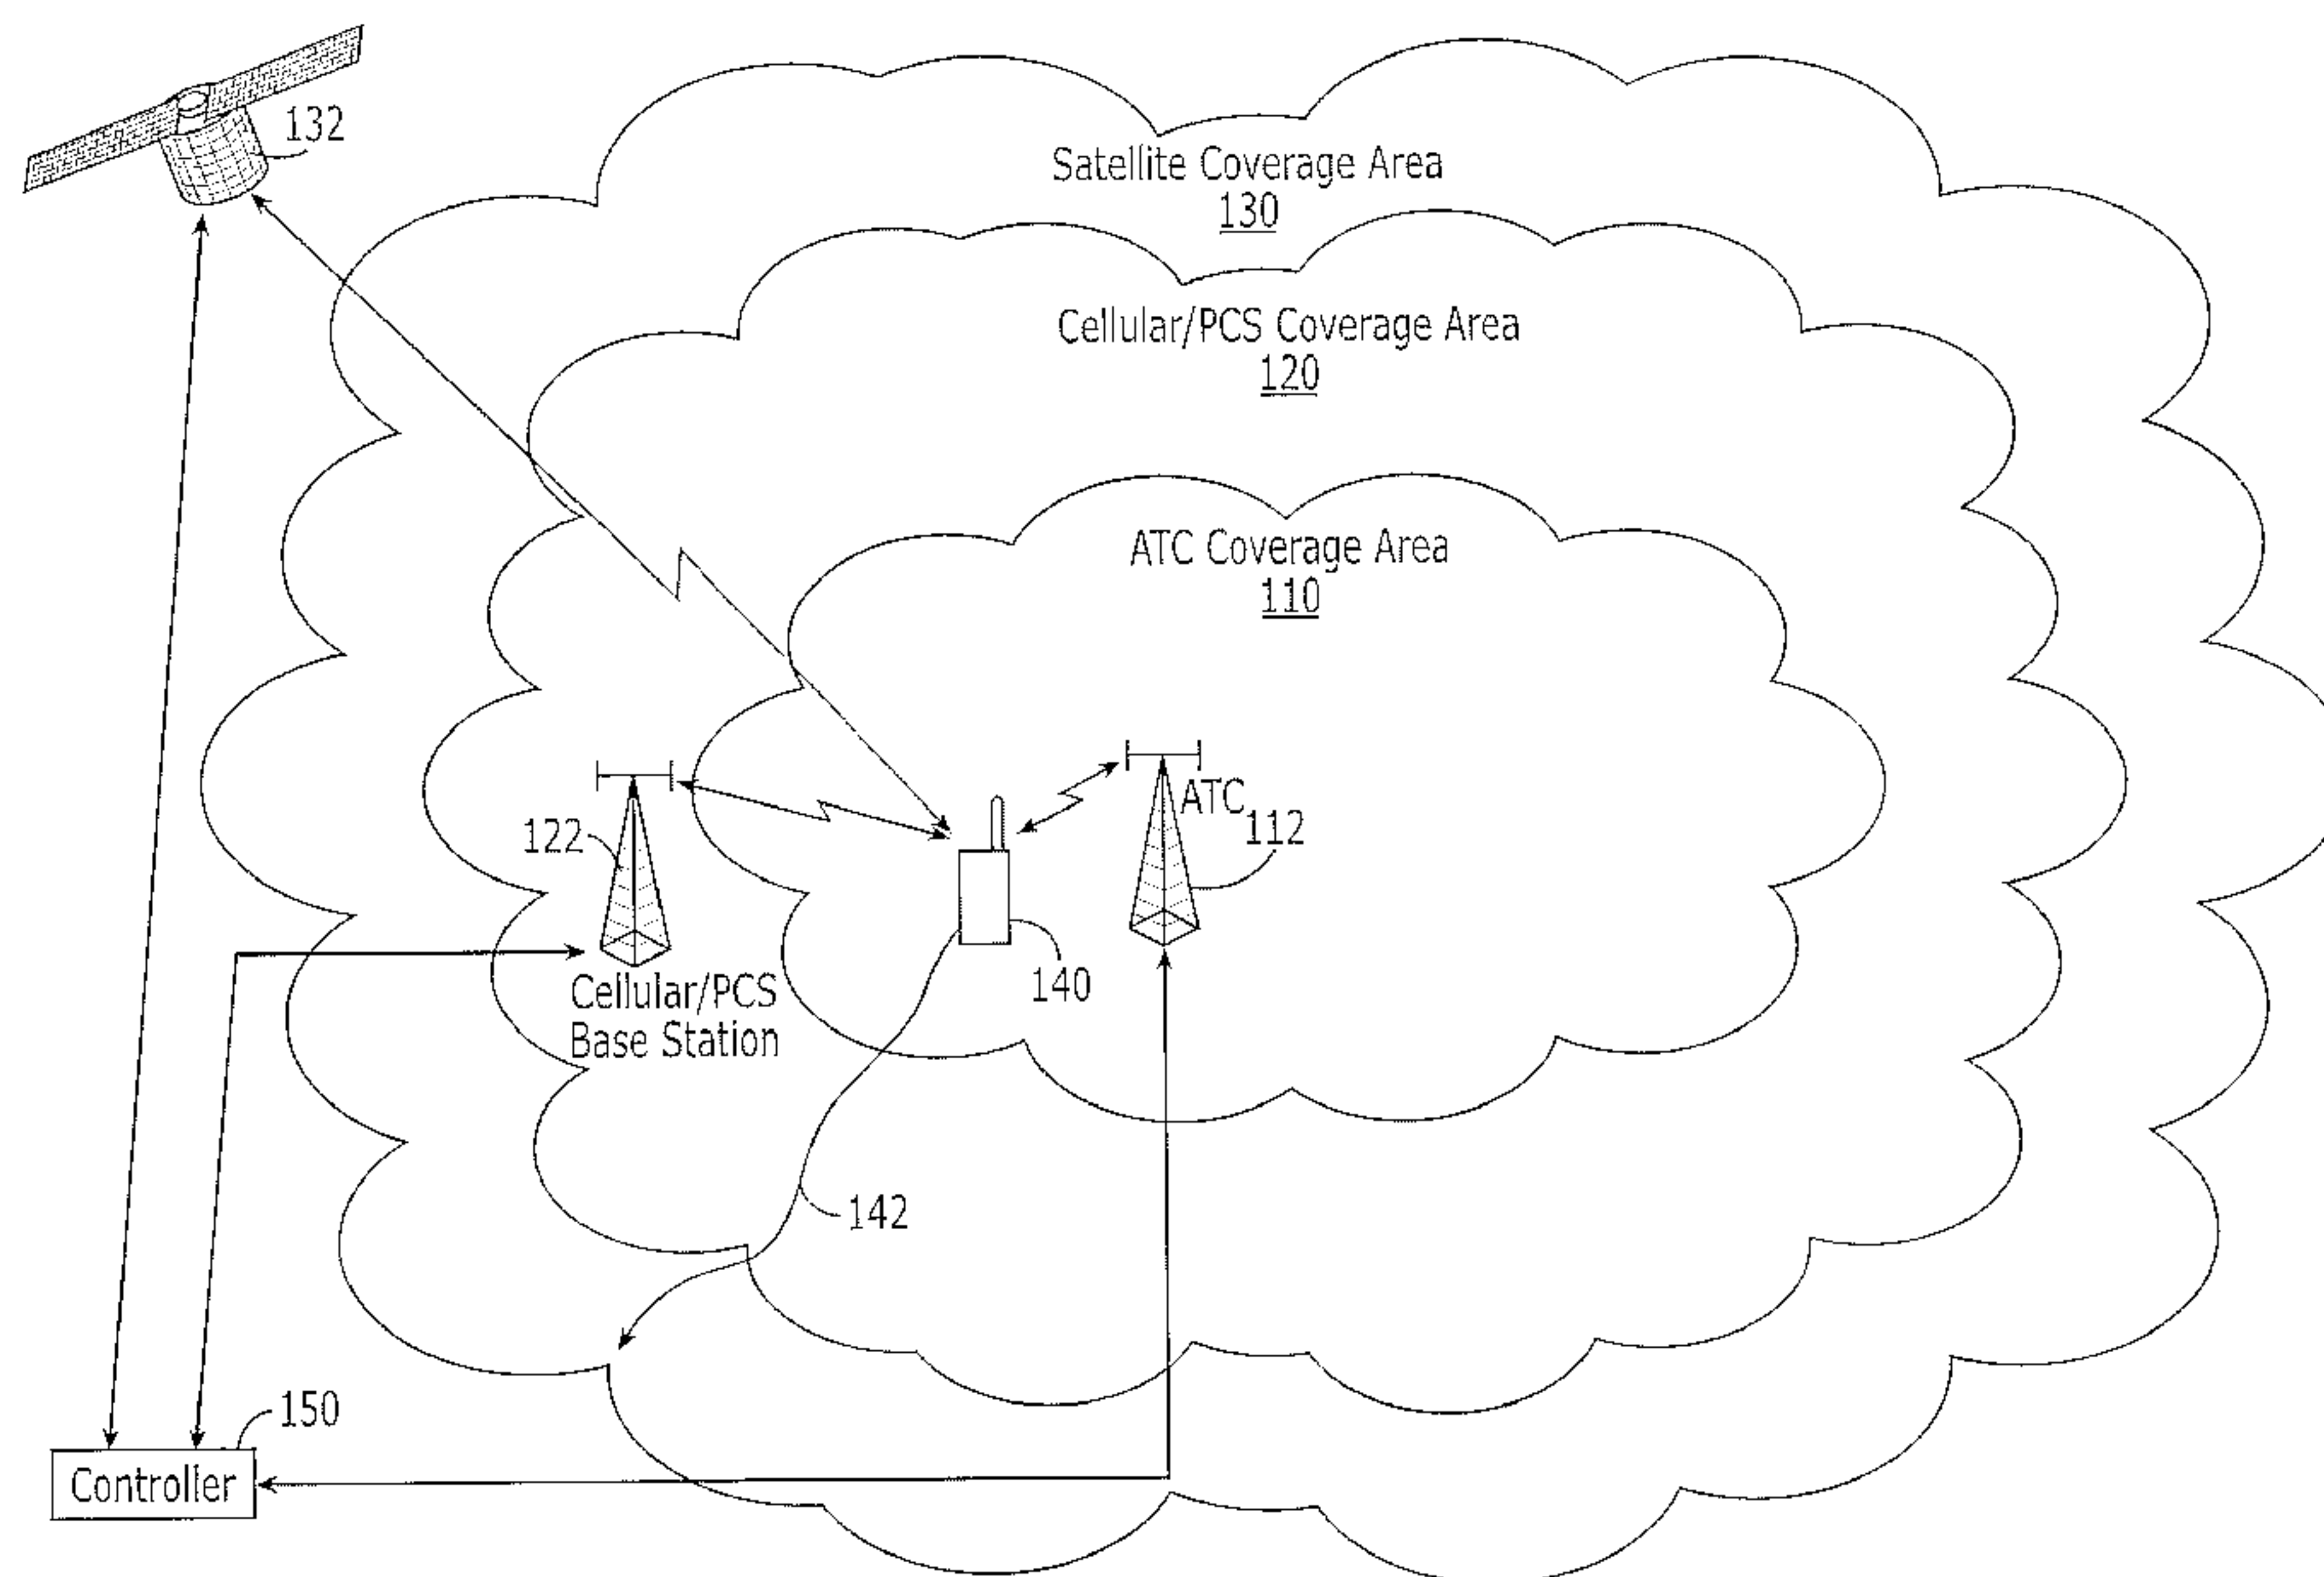 132
Satellite Coverage Area
130
Cellular/PCS Coverage Area
120
ATC Coverage Area
110
ATC
112
122
140
Cellular/PCS
Base Station
142
150
Controller